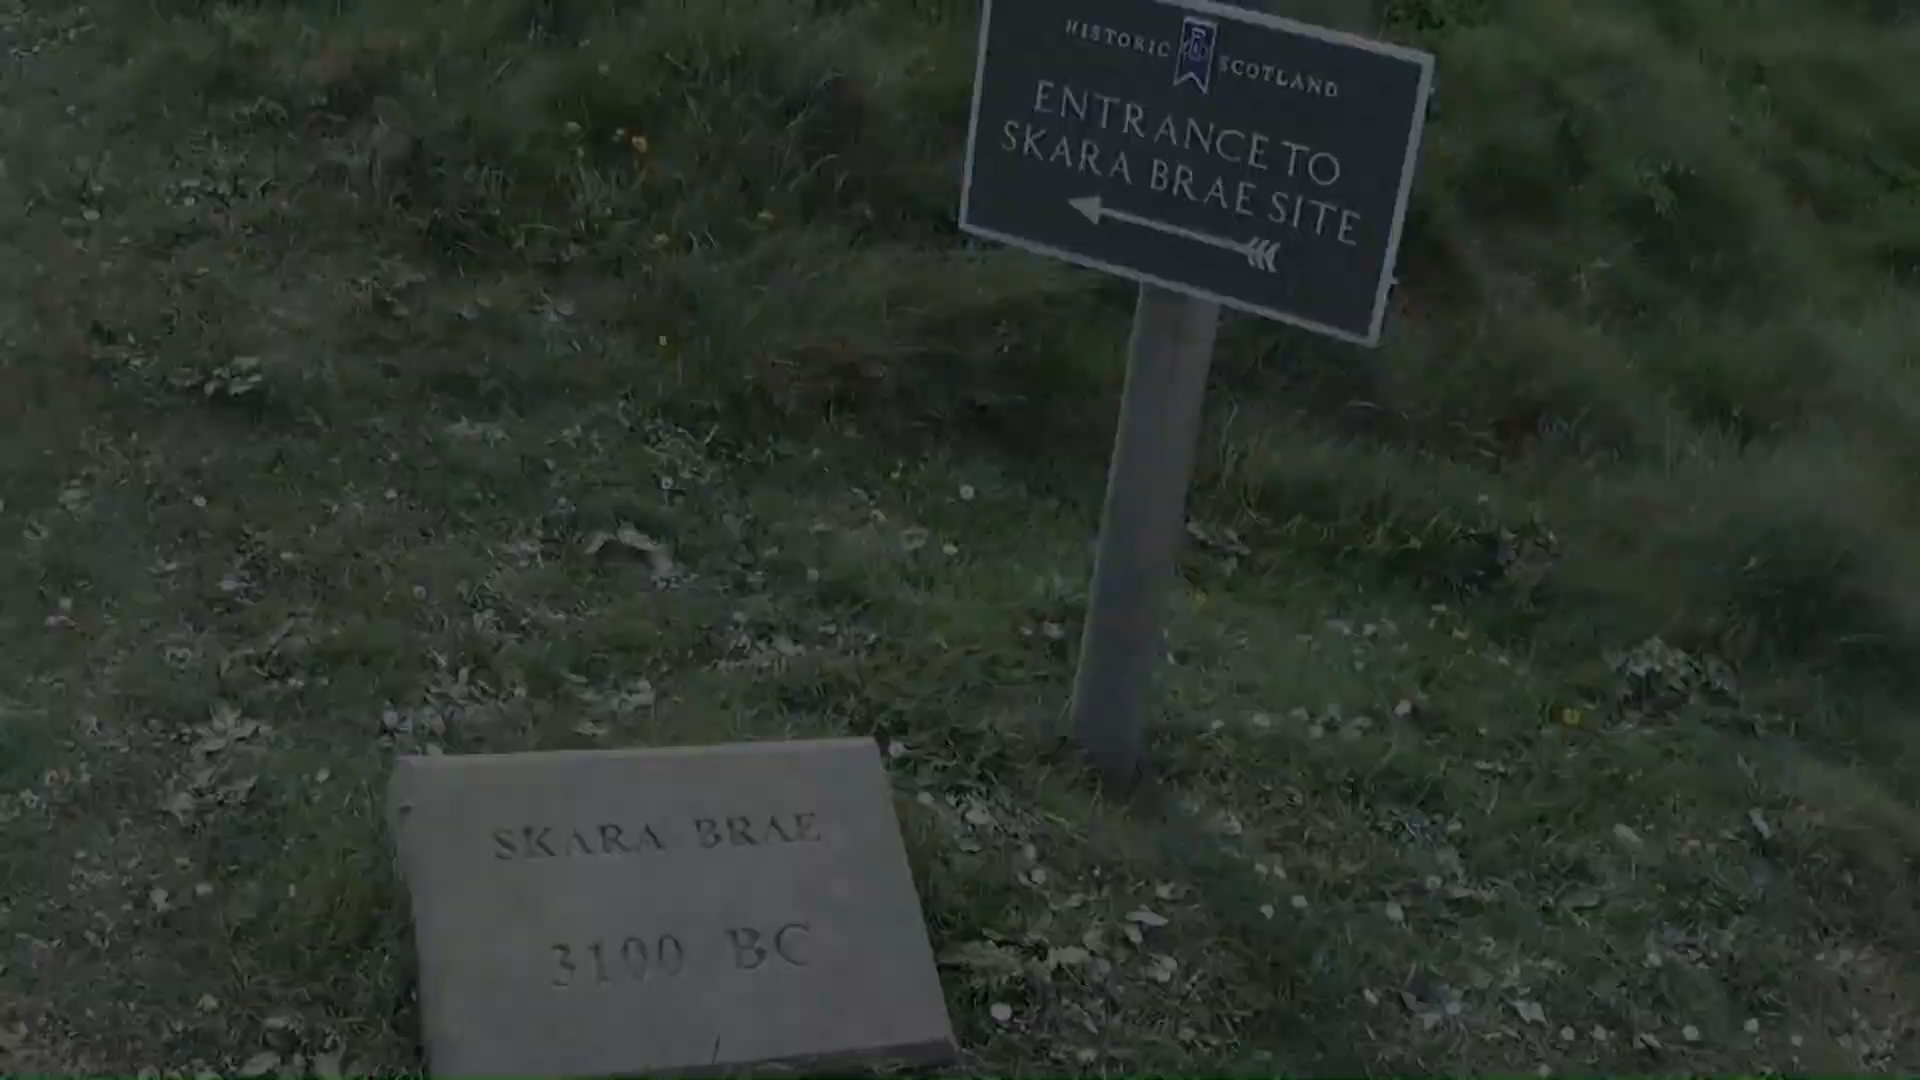 HISTORIC SCOTLAND
ENTRANCE TO
SKARA BRAE SITE
SKARA BRAE
3100 BC